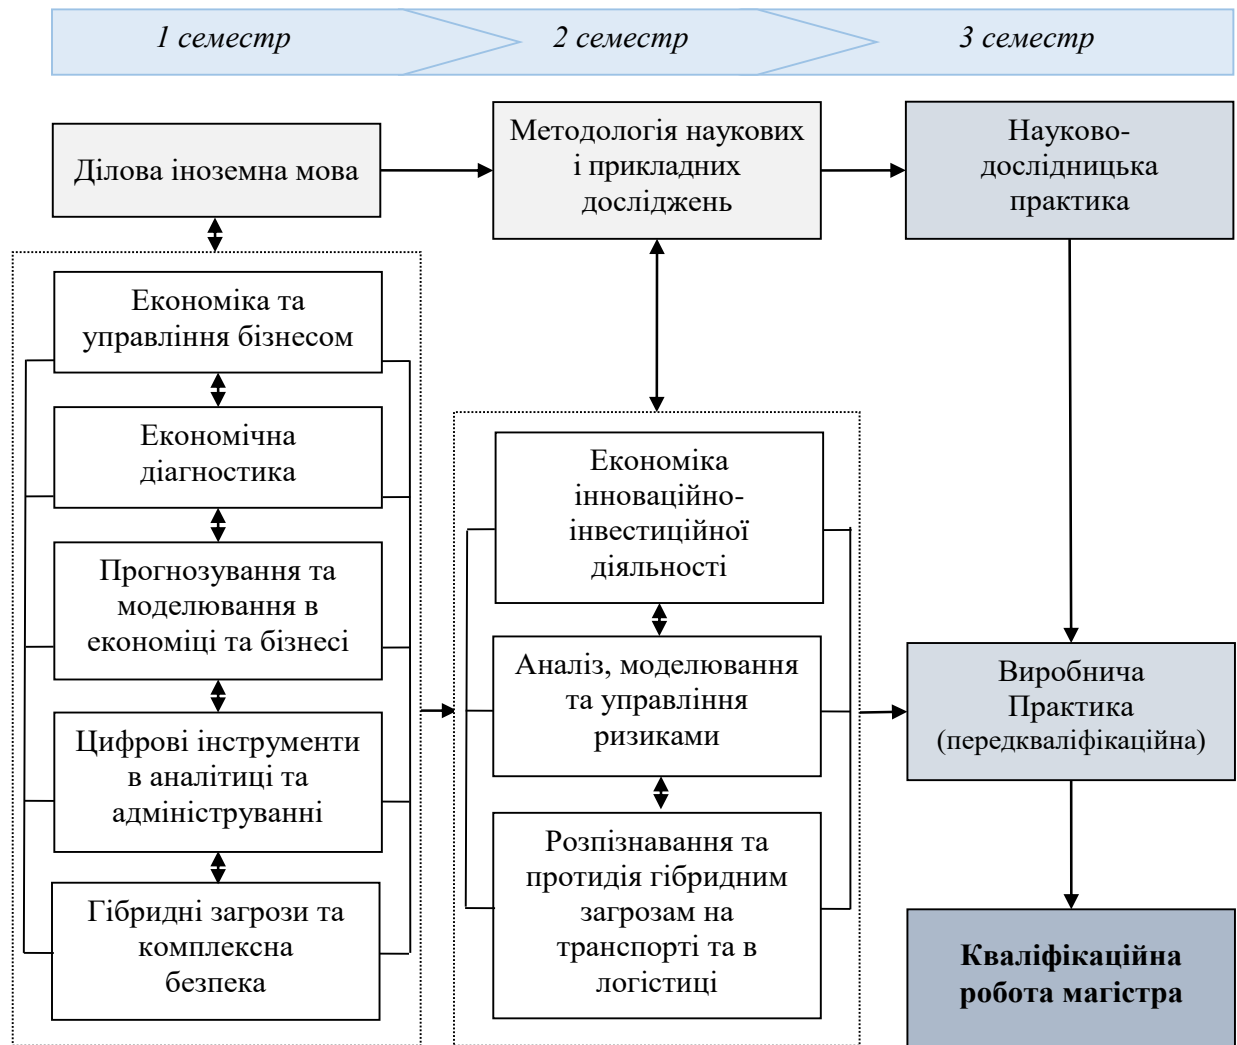 1 семестр
2 семестр
3 семестр
Ділова іноземна мова
Методологія наукових
і прикладних
досліджень
Науково-
дослідницька
практика
Економіка та
управління бізнесом
Економічна
діагностика
Прогнозування та
моделювання в
економіці та бізнесі
Цифрові інструменти
в аналітиці та
адмініструванні
Гібридні загрози та
комплексна
безпека
Економіка
інноваційно-
інвестиційної
діяльності
Аналіз, моделювання
та управління
ризиками
Розпізнавання та
протидія гібридним
загрозам на
транспорті та в
логістиці
Виробнича
Практика
(передкваліфікаційна)
Кваліфікаційна
робота магістра